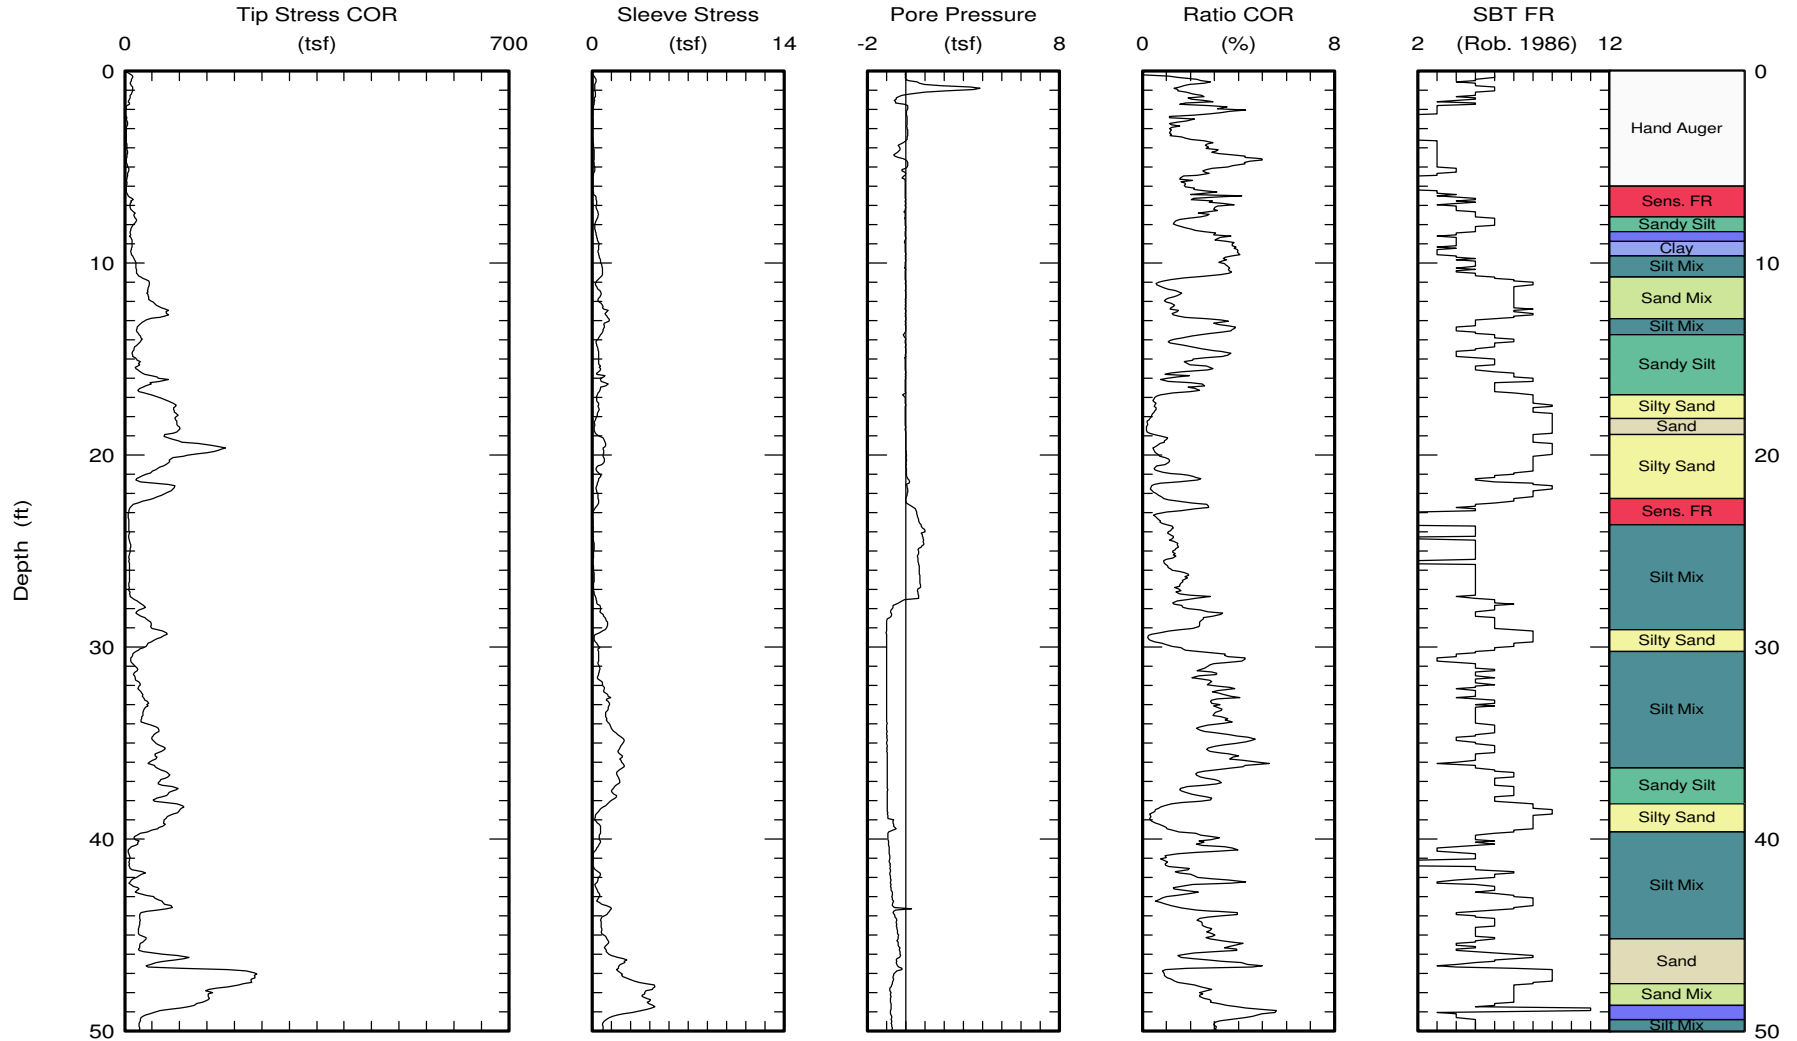 Tip Stress COR Sleeve Stress Pore Pressure Ratio COR SBT FR
0 (tsf) 700 0 (tsf) 14 -2 (tsf) 8 0 (%) 8 2 (Rob. 1986) 12
0 0
Hand Auger
Sens. FR
Sandy Silt
Clay
10 Silt Mix 10
Sand Mix
Silt Mix
Sandy Silt
Silty Sand
Sand
20 20
Silty Sand
Sens. FR
Depth (ft)
Silt Mix
Silty Sand
30 30
Silt Mix
Sandy Silt
Silty Sand
40 40
Silt Mix
Sand
Sand Mix
Silt Mix
50 50